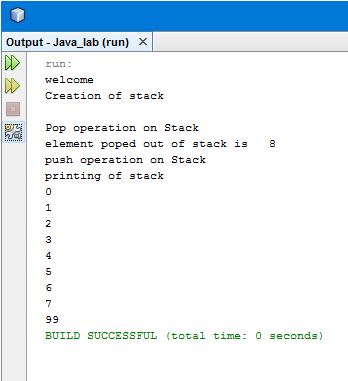 Output - Java_lab (run) ×
run:
welcome
Creation of stack
Pop operation on Stack
element poped out of stack is   8
push operation on Stack
printing of stack
0
1
2
3
4
5
6
7
99
BUILD SUCCESSFUL (total time: 0 seconds)